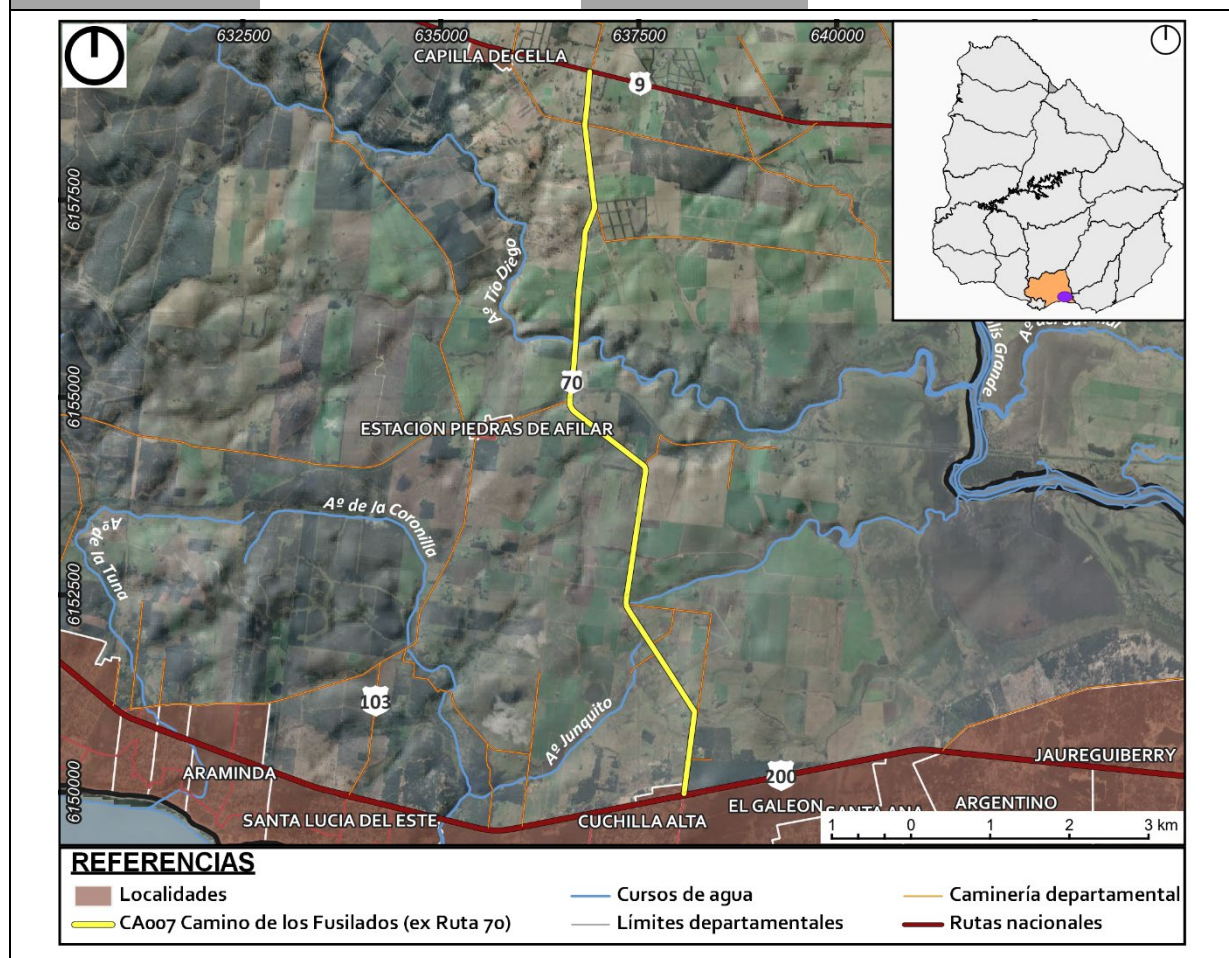 632500
635000
637500
640000
CAPILLA DE CELLA
9
6157500
Aº Tío Diego
70
6155000
ESTACION PIEDRAS DE AFILAR
Aº de la Coronilla
Aº de la Tuna
6152500
103
Aº Junquito
6150000
ARAMINDA
SANTA LUCIA DEL ESTE
CUCHILLA ALTA
200
EL GALEON
SANTA ANA
ARGENTINO
JAUREGUIBERRY
Grande
1 0 1 2 3 km
REFERENCIAS
Localidades
CA007 Camino de los Fusilados (ex Ruta 70)
Cursos de agua
Límites departamentales
Caminería departamental
Rutas nacionales